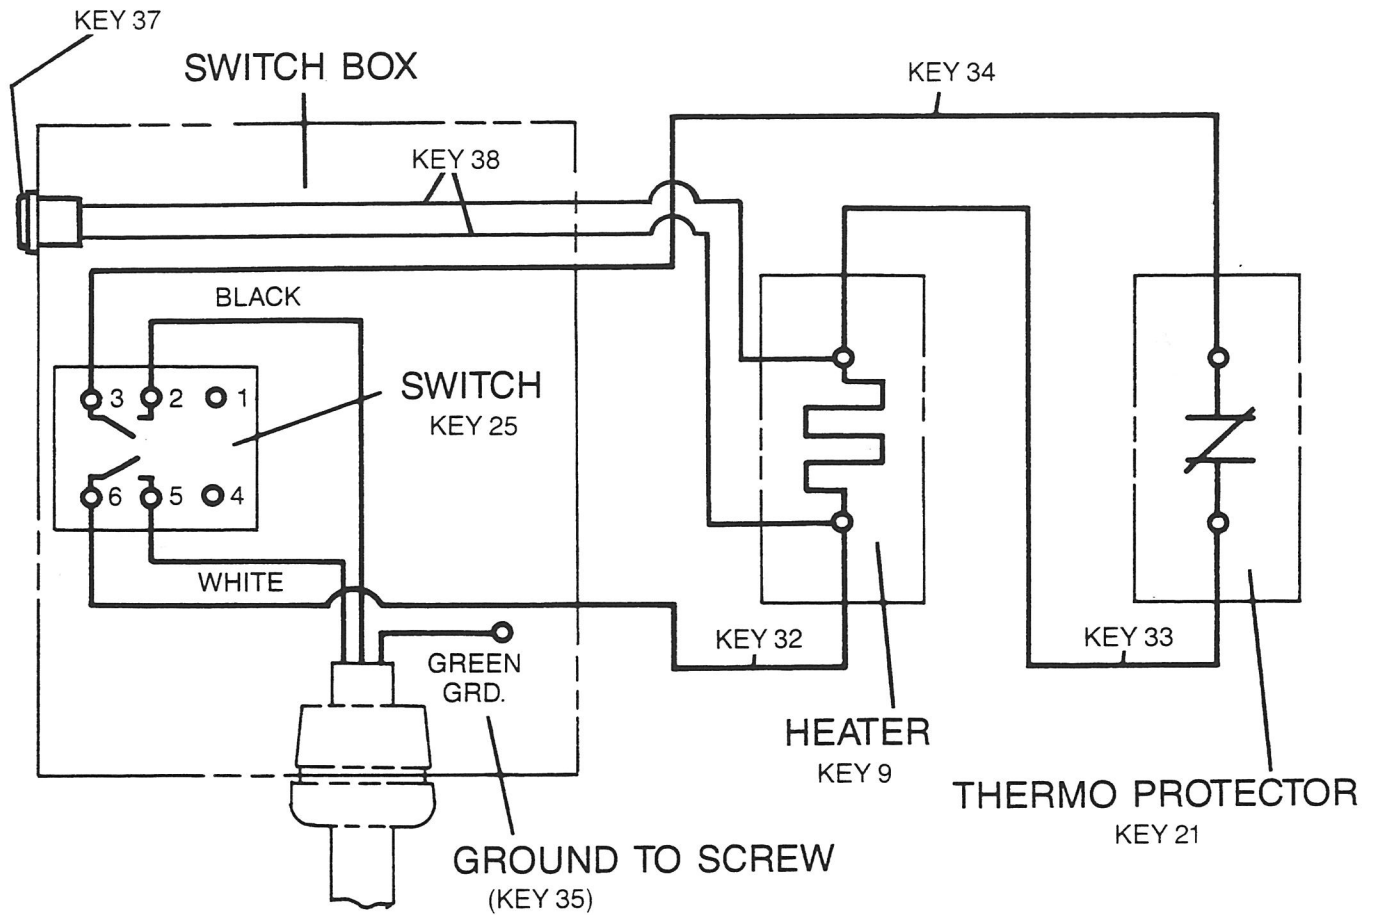 KEY 37
SWITCH BOX
KEY 34
KEY 38
BLACK
3 2 1
SWITCH
KEY 25
6 5 4
WHITE
GREEN
GRD.
KEY 32
KEY 33
HEATER
KEY 9
THERMO PROTECTOR
KEY 21
GROUND TO SCREW
(KEY 35)